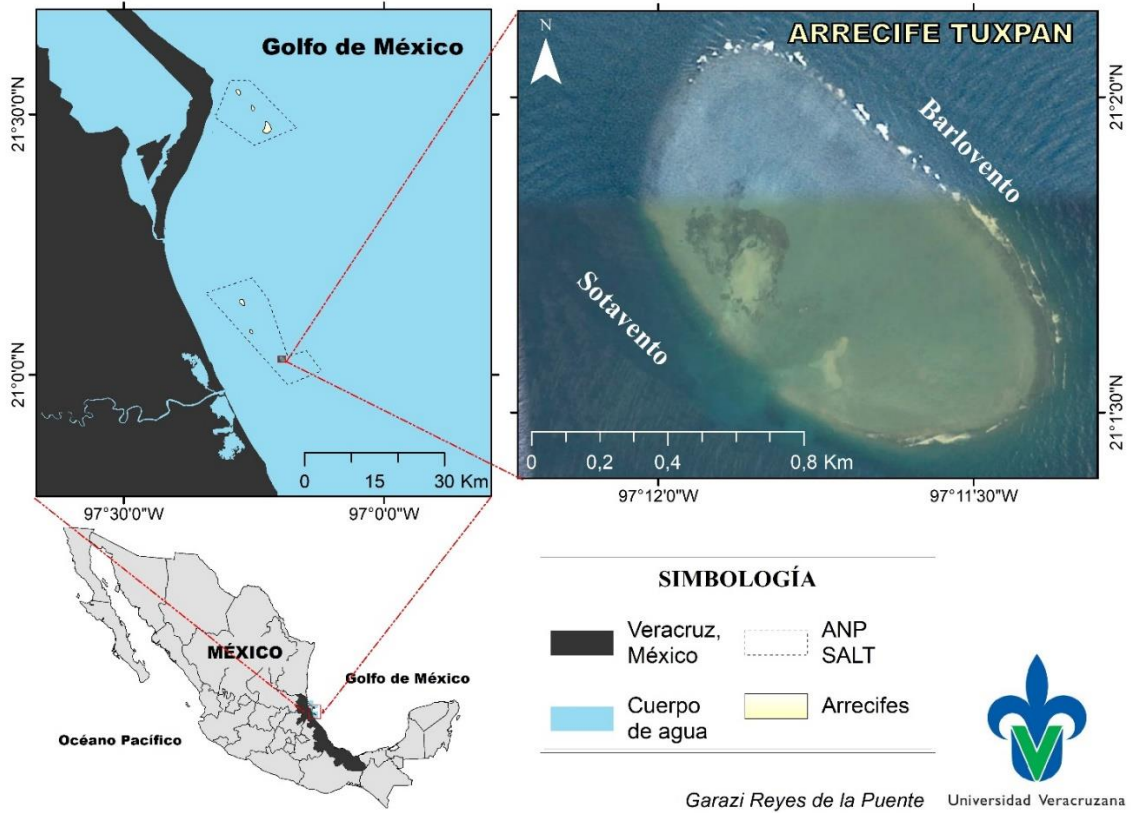 Golfo de México
21°30'0"N
21°0'0"N
97°30'0"W
97°0'0"W
0
15
30 Km
ARRECIFE TUXPAN
N
Barlovento
Sotavento
21°2'0"N
21°1'30"N
0
0,2
0,4
0,8 Km
97°12'0"W
97°11'30"W
MÉXICO
Golfo de México
Océano Pacífico
SIMBOLOGÍA
Veracruz,
México
ANP
SALT
Cuerpo
de agua
Arrecifes
Garazi Reyes de la Puente
V
Universidad Veracruzana